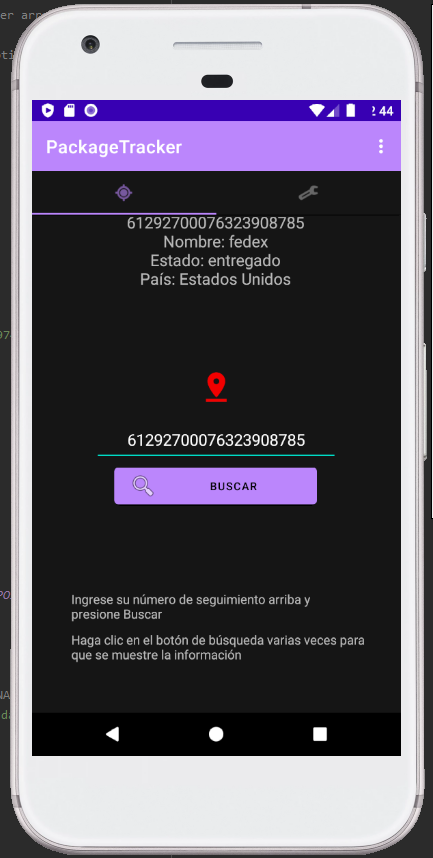 2:44
PackageTracker
61292700076323908785
Nombre: fedex
Estado: entregado
País: Estados Unidos
61292700076323908785
BUSCAR
Ingrese su número de seguimiento arriba y
presione Buscar
Haga clic en el botón de búsqueda varias veces para
que se muestre la información